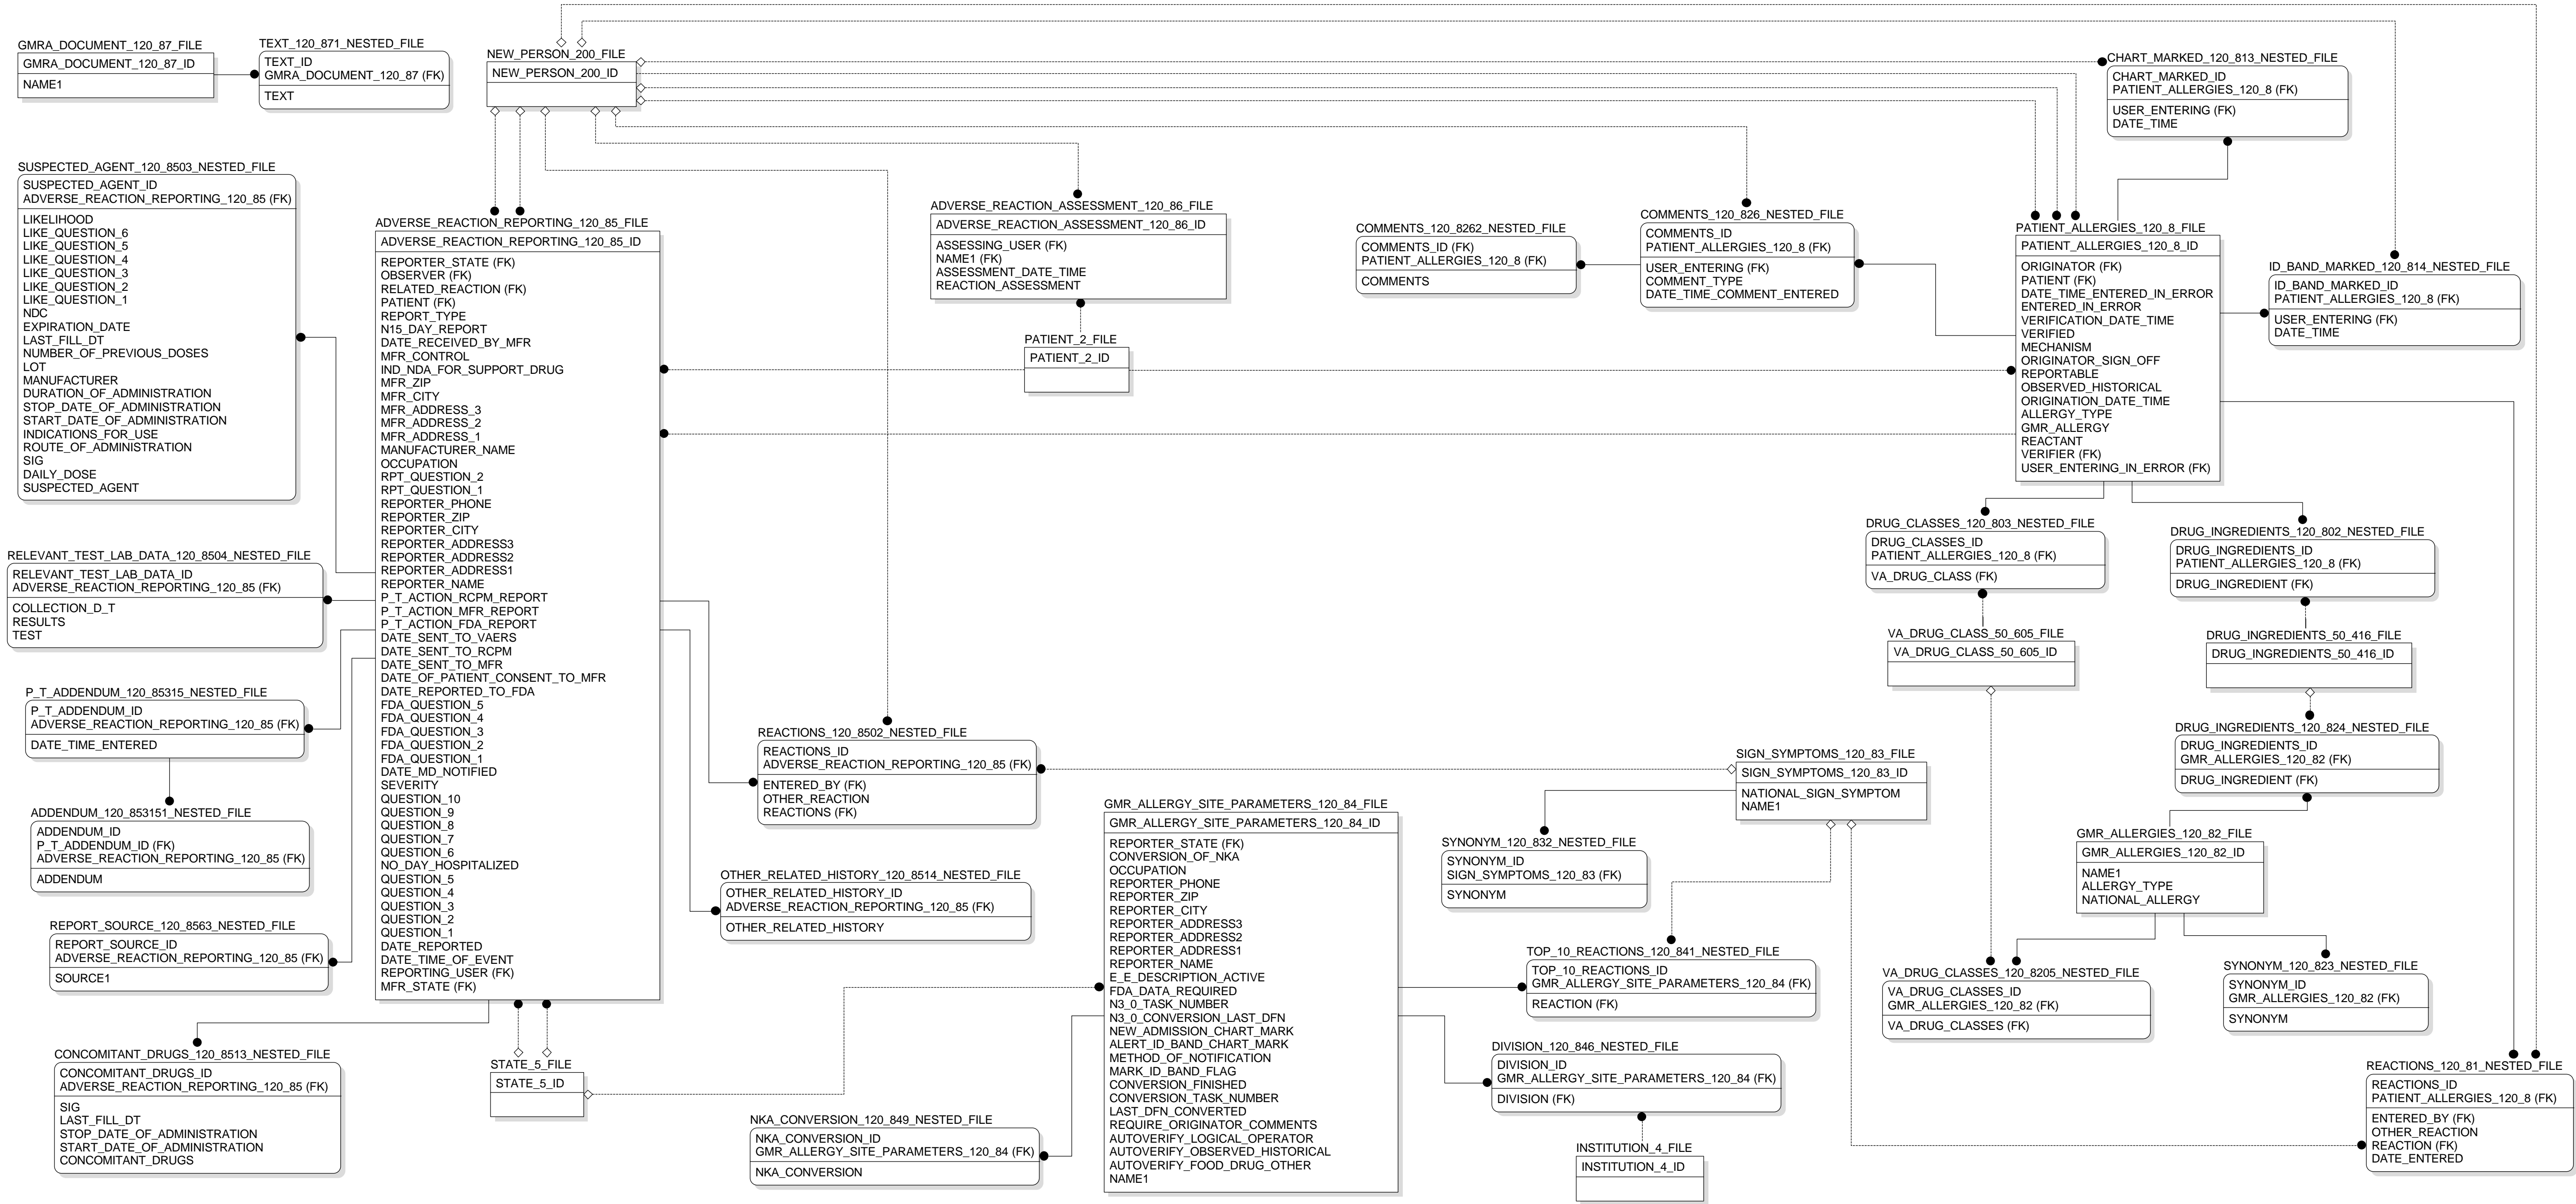 GMRA_DOCUMENT_120_87_FILE
GMRA_DOCUMENT_120_87_ID
NAME1
TEXT_120_871_NESTED_FILE
TEXT_ID
GMRA_DOCUMENT_120_87 (FK)
TEXT
NEW_PERSON_200_FILE
NEW_PERSON_200_ID
CHART_MARKED_120_813_NESTED_FILE
CHART_MARKED_ID
PATIENT_ALLERGIES_120_8 (FK)
USER_ENTERING (FK)
DATE_TIME
SUSPECTED_AGENT_120_8503_NESTED_FILE
SUSPECTED_AGENT_ID
ADVERSE_REACTION_REPORTING_120_85 (FK)
LIKELIHOOD
LIKE_QUESTION_6
LIKE_QUESTION_5
LIKE_QUESTION_4
LIKE_QUESTION_3
LIKE_QUESTION_2
LIKE_QUESTION_1
NDC
EXPIRATION_DATE
LAST_FILL_DT
NUMBER_OF_PREVIOUS_DOSES
LOT
MANUFACTURER
DURATION_OF_ADMINISTRATION
STOP_DATE_OF_ADMINISTRATION
START_DATE_OF_ADMINISTRATION
INDICATIONS_FOR_USE
ROUTE_OF_ADMINISTRATION
SIG
DAILY_DOSE
SUSPECTED_AGENT
ADVERSE_REACTION_REPORTING_120_85_FILE
ADVERSE_REACTION_REPORTING_120_85_ID
REPORTER_STATE (FK)
OBSERVER (FK)
RELATED_REACTION (FK)
PATIENT (FK)
REPORT_TYPE
N15_DAY_REPORT
DATE_RECEIVED_BY_MFR
MFR_CONTROL
IND_NDA_FOR_SUPPORT_DRUG
MFR_ZIP
MFR_CITY
MFR_ADDRESS_3
MFR_ADDRESS_2
MFR_ADDRESS_1
MANUFACTURER_NAME
OCCUPATION
RPT_QUESTION_2
RPT_QUESTION_1
REPORTER_PHONE
REPORTER_ZIP
REPORTER_CITY
REPORTER_ADDRESS3
REPORTER_ADDRESS2
REPORTER_ADDRESS1
REPORTER_NAME
P_T_ACTION_RCPM_REPORT
P_T_ACTION_MFR_REPORT
P_T_ACTION_FDA_REPORT
DATE_SENT_TO_VAERS
DATE_SENT_TO_RCPM
DATE_SENT_TO_MFR
DATE_OF_PATIENT_CONSENT_TO_MFR
DATE_REPORTED_TO_FDA
FDA_QUESTION_5
FDA_QUESTION_4
FDA_QUESTION_3
FDA_QUESTION_2
FDA_QUESTION_1
DATE_MD_NOTIFIED
SEVERITY
QUESTION_10
QUESTION_9
QUESTION_8
QUESTION_7
QUESTION_6
NO_DAY_HOSPITALIZED
QUESTION_5
QUESTION_4
QUESTION_3
QUESTION_2
QUESTION_1
DATE_REPORTED
DATE_TIME_OF_EVENT
REPORTING_USER (FK)
MFR_STATE (FK)
ADVERSE_REACTION_ASSESSMENT_120_86_FILE
ADVERSE_REACTION_ASSESSMENT_120_86_ID
ASSESSING_USER (FK)
NAME1 (FK)
ASSESSMENT_DATE_TIME
REACTION_ASSESSMENT
PATIENT_2_FILE
PATIENT_2_ID
COMMENTS_120_8262_NESTED_FILE
COMMENTS_ID (FK)
PATIENT_ALLERGIES_120_8 (FK)
COMMENTS
COMMENTS_120_826_NESTED_FILE
COMMENTS_ID
PATIENT_ALLERGIES_120_8 (FK)
USER_ENTERING (FK)
COMMENT_TYPE
DATE_TIME_COMMENT_ENTERED
PATIENT_ALLERGIES_120_8_FILE
PATIENT_ALLERGIES_120_8_ID
ORIGINATOR (FK)
PATIENT (FK)
DATE_TIME_ENTERED_IN_ERROR
ENTERED_IN_ERROR
VERIFICATION_DATE_TIME
VERIFIED
MECHANISM
ORIGINATOR_SIGN_OFF
REPORTABLE
OBSERVED_HISTORICAL
ORIGINATION_DATE_TIME
ALLERGY_TYPE
GMR_ALLERGY
REACTANT
VERIFIER (FK)
USER_ENTERING_IN_ERROR (FK)
ID_BAND_MARKED_120_814_NESTED_FILE
ID_BAND_MARKED_ID
PATIENT_ALLERGIES_120_8 (FK)
USER_ENTERING (FK)
DATE_TIME
DRUG_CLASSES_120_803_NESTED_FILE
DRUG_CLASSES_ID
PATIENT_ALLERGIES_120_8 (FK)
VA_DRUG_CLASS (FK)
DRUG_INGREDIENTS_120_802_NESTED_FILE
DRUG_INGREDIENTS_ID
PATIENT_ALLERGIES_120_8 (FK)
DRUG_INGREDIENT (FK)
VA_DRUG_CLASS_50_605_FILE
VA_DRUG_CLASS_50_605_ID
DRUG_INGREDIENTS_50_416_FILE
DRUG_INGREDIENTS_50_416_ID
DRUG_INGREDIENTS_120_824_NESTED_FILE
DRUG_INGREDIENTS_ID
GMR_ALLERGIES_120_82 (FK)
DRUG_INGREDIENT (FK)
GMR_ALLERGIES_120_82_FILE
GMR_ALLERGIES_120_82_ID
NAME1
ALLERGY_TYPE
NATIONAL_ALLERGY
RELEVANT_TEST_LAB_DATA_120_8504_NESTED_FILE
RELEVANT_TEST_LAB_DATA_ID
ADVERSE_REACTION_REPORTING_120_85 (FK)
COLLECTION_D_T
RESULTS
TEST
P_T_ADDENDUM_120_85315_NESTED_FILE
P_T_ADDENDUM_ID
ADVERSE_REACTION_REPORTING_120_85 (FK)
DATE_TIME_ENTERED
ADDENDUM_120_853151_NESTED_FILE
ADDENDUM_ID
P_T_ADDENDUM_ID (FK)
ADVERSE_REACTION_REPORTING_120_85 (FK)
ADDENDUM
REPORT_SOURCE_120_8563_NESTED_FILE
REPORT_SOURCE_ID
ADVERSE_REACTION_REPORTING_120_85 (FK)
SOURCE1
CONCOMITANT_DRUGS_120_8513_NESTED_FILE
CONCOMITANT_DRUGS_ID
ADVERSE_REACTION_REPORTING_120_85 (FK)
SIG
LAST_FILL_DT
STOP_DATE_OF_ADMINISTRATION
START_DATE_OF_ADMINISTRATION
CONCOMITANT_DRUGS
STATE_5_FILE
STATE_5_ID
REACTIONS_120_8502_NESTED_FILE
REACTIONS_ID
ADVERSE_REACTION_REPORTING_120_85 (FK)
ENTERED_BY (FK)
OTHER_REACTION
REACTIONS (FK)
OTHER_RELATED_HISTORY_120_8514_NESTED_FILE
OTHER_RELATED_HISTORY_ID
ADVERSE_REACTION_REPORTING_120_85 (FK)
OTHER_RELATED_HISTORY
NKA_CONVERSION_120_849_NESTED_FILE
NKA_CONVERSION_ID
GMR_ALLERGY_SITE_PARAMETERS_120_84 (FK)
NKA_CONVERSION
GMR_ALLERGY_SITE_PARAMETERS_120_84_FILE
GMR_ALLERGY_SITE_PARAMETERS_120_84_ID
REPORTER_STATE (FK)
CONVERSION_OF_NKA
OCCUPATION
REPORTER_PHONE
REPORTER_ZIP
REPORTER_CITY
REPORTER_ADDRESS3
REPORTER_ADDRESS2
REPORTER_ADDRESS1
REPORTER_NAME
E_E_DESCRIPTION_ACTIVE
FDA_DATA_REQUIRED
N3_0_TASK_NUMBER
N3_0_CONVERSION_LAST_DFN
NEW_ADMISSION_CHART_MARK
ALERT_ID_BAND_CHART_MARK
METHOD_OF_NOTIFICATION
MARK_ID_BAND_FLAG
CONVERSION_FINISHED
CONVERSION_TASK_NUMBER
LAST_DFN_CONVERTED
REQUIRE_ORIGINATOR_COMMENTS
AUTOVERIFY_LOGICAL_OPERATOR
AUTOVERIFY_OBSERVED_HISTORICAL
AUTOVERIFY_FOOD_DRUG_OTHER
NAME1
SIGN_SYMPTOMS_120_83_FILE
SIGN_SYMPTOMS_120_83_ID
NATIONAL_SIGN_SYMPTOM
NAME1
SYNONYM_120_832_NESTED_FILE
SYNONYM_ID
SIGN_SYMPTOMS_120_83 (FK)
SYNONYM
TOP_10_REACTIONS_120_841_NESTED_FILE
TOP_10_REACTIONS_ID
GMR_ALLERGY_SITE_PARAMETERS_120_84 (FK)
REACTION (FK)
DIVISION_120_846_NESTED_FILE
DIVISION_ID
GMR_ALLERGY_SITE_PARAMETERS_120_84 (FK)
DIVISION (FK)
INSTITUTION_4_FILE
INSTITUTION_4_ID
VA_DRUG_CLASSES_120_8205_NESTED_FILE
VA_DRUG_CLASSES_ID
GMR_ALLERGIES_120_82 (FK)
VA_DRUG_CLASSES (FK)
SYNONYM_120_823_NESTED_FILE
SYNONYM_ID
GMR_ALLERGIES_120_82 (FK)
SYNONYM
REACTIONS_120_81_NESTED_FILE
REACTIONS_ID
PATIENT_ALLERGIES_120_8 (FK)
ENTERED_BY (FK)
OTHER_REACTION
REACTION (FK)
DATE_ENTERED